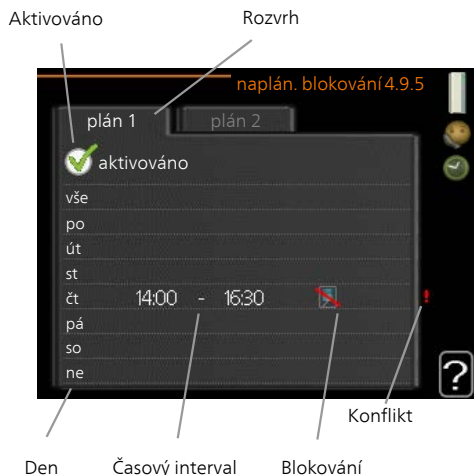 Aktivováno Rozvrh
naplán. blokování 4.9.5
plán 1 plán 2
aktivováno
vše
po
út
st
čt 14:00 - 16:30 !
pá
so
ne
?
Konflikt
Den Časový interval Blokování